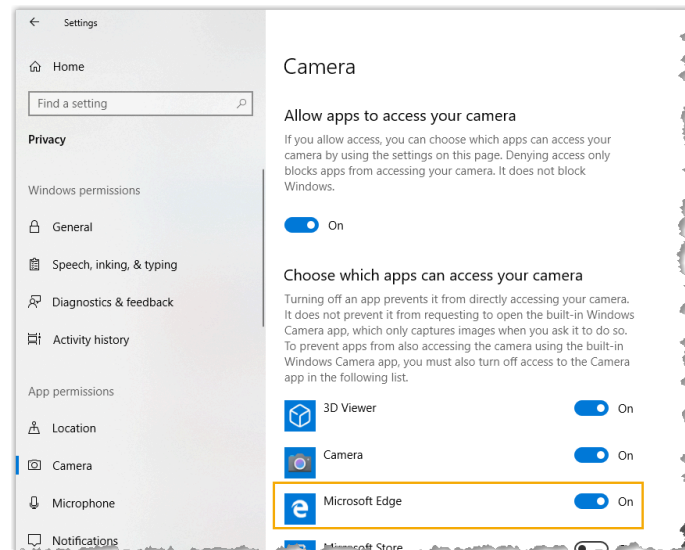 Settings
Home
Find a setting
Privacy
Windows permissions
General
Speech, inking, & typing
Diagnostics & feedback
Activity history
App permissions
Location
Camera
Microphone
Notifications
Camera
Allow apps to access your camera
If you allow access, you can choose which apps can access your
camera by using the settings on this page. Denying access only
blocks apps from accessing your camera. It does not block
Windows.
On
Choose which apps can access your camera
Turning off an app prevents it from directly accessing your camera.
It does not prevent it from requesting to open the built-in Windows
Camera app, which only captures images when you ask it to do so.
To prevent apps from also accessing the camera using the built-in
Windows Camera app, you must also turn off access to the Camera
app in the following list.
3D Viewer On
Camera On
Microsoft Edge On
Microsoft Store